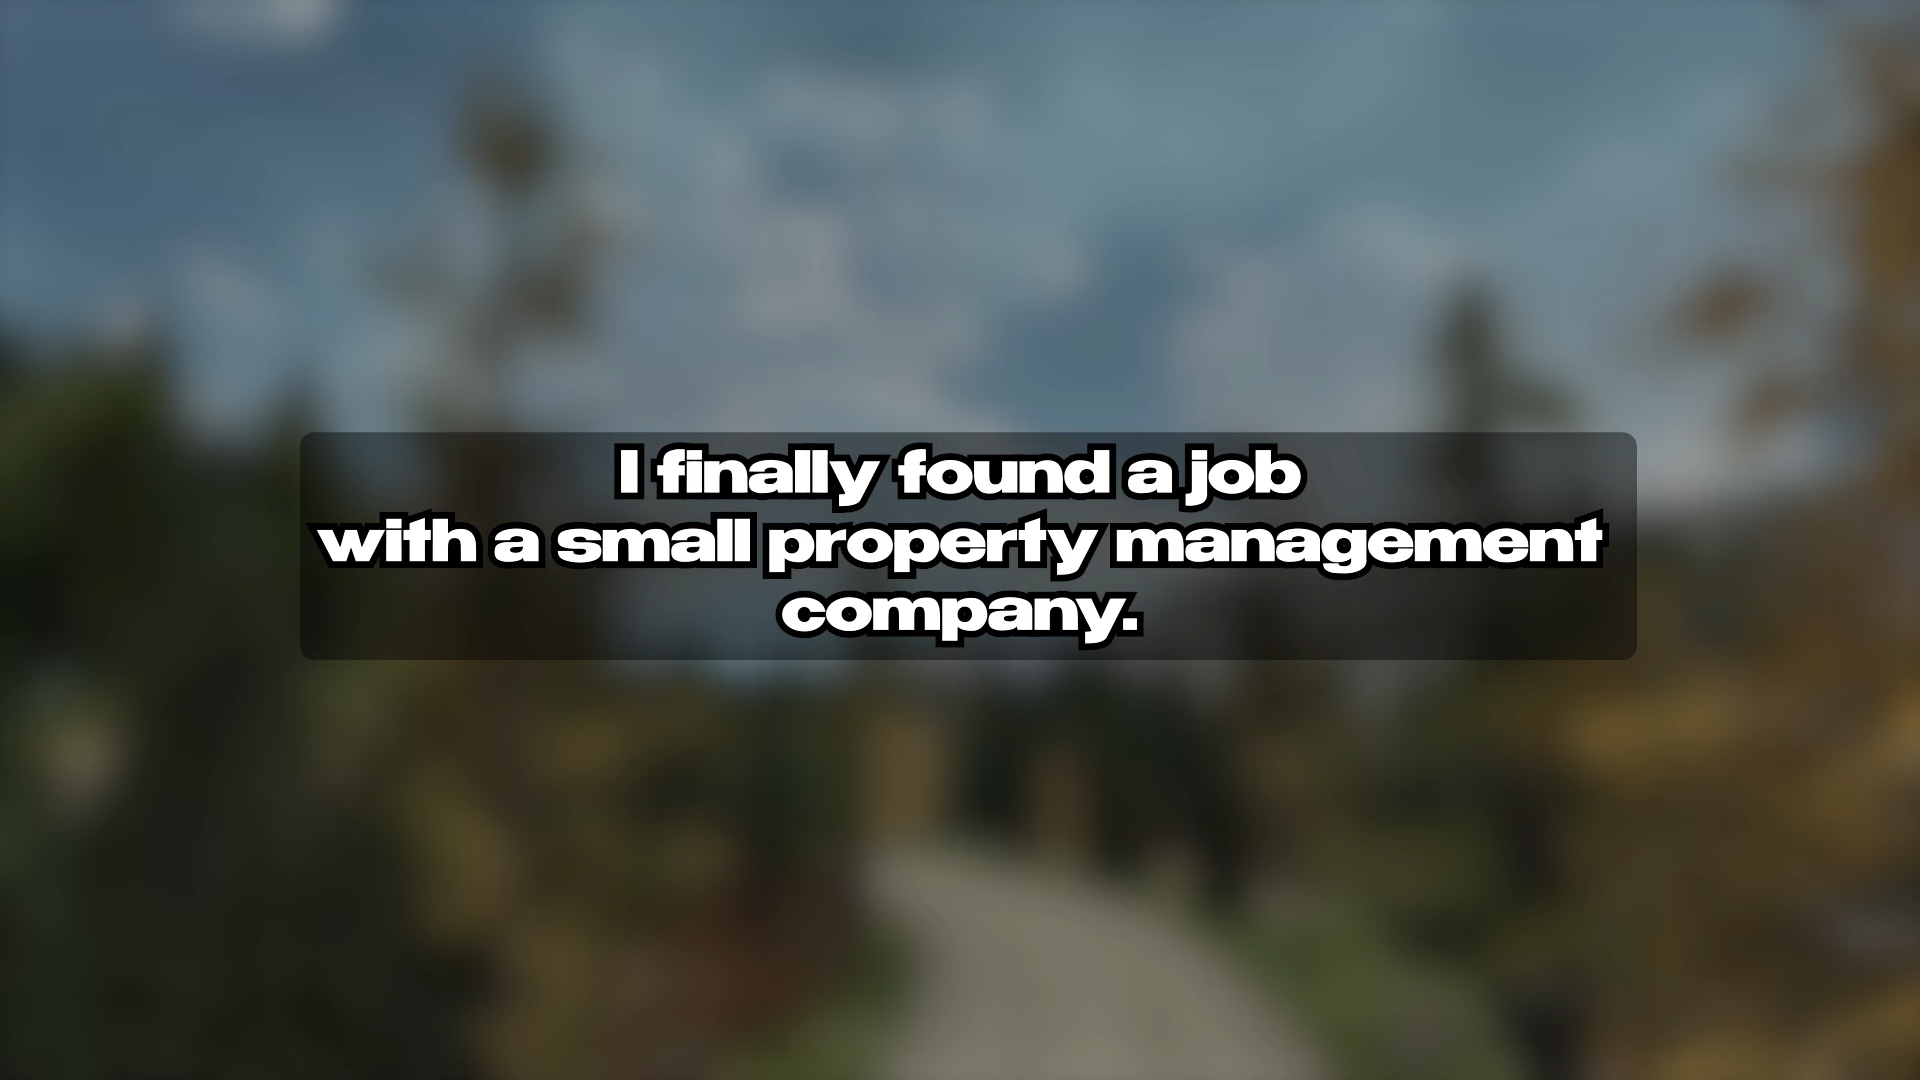 I finally found a job
with a small property management
company.